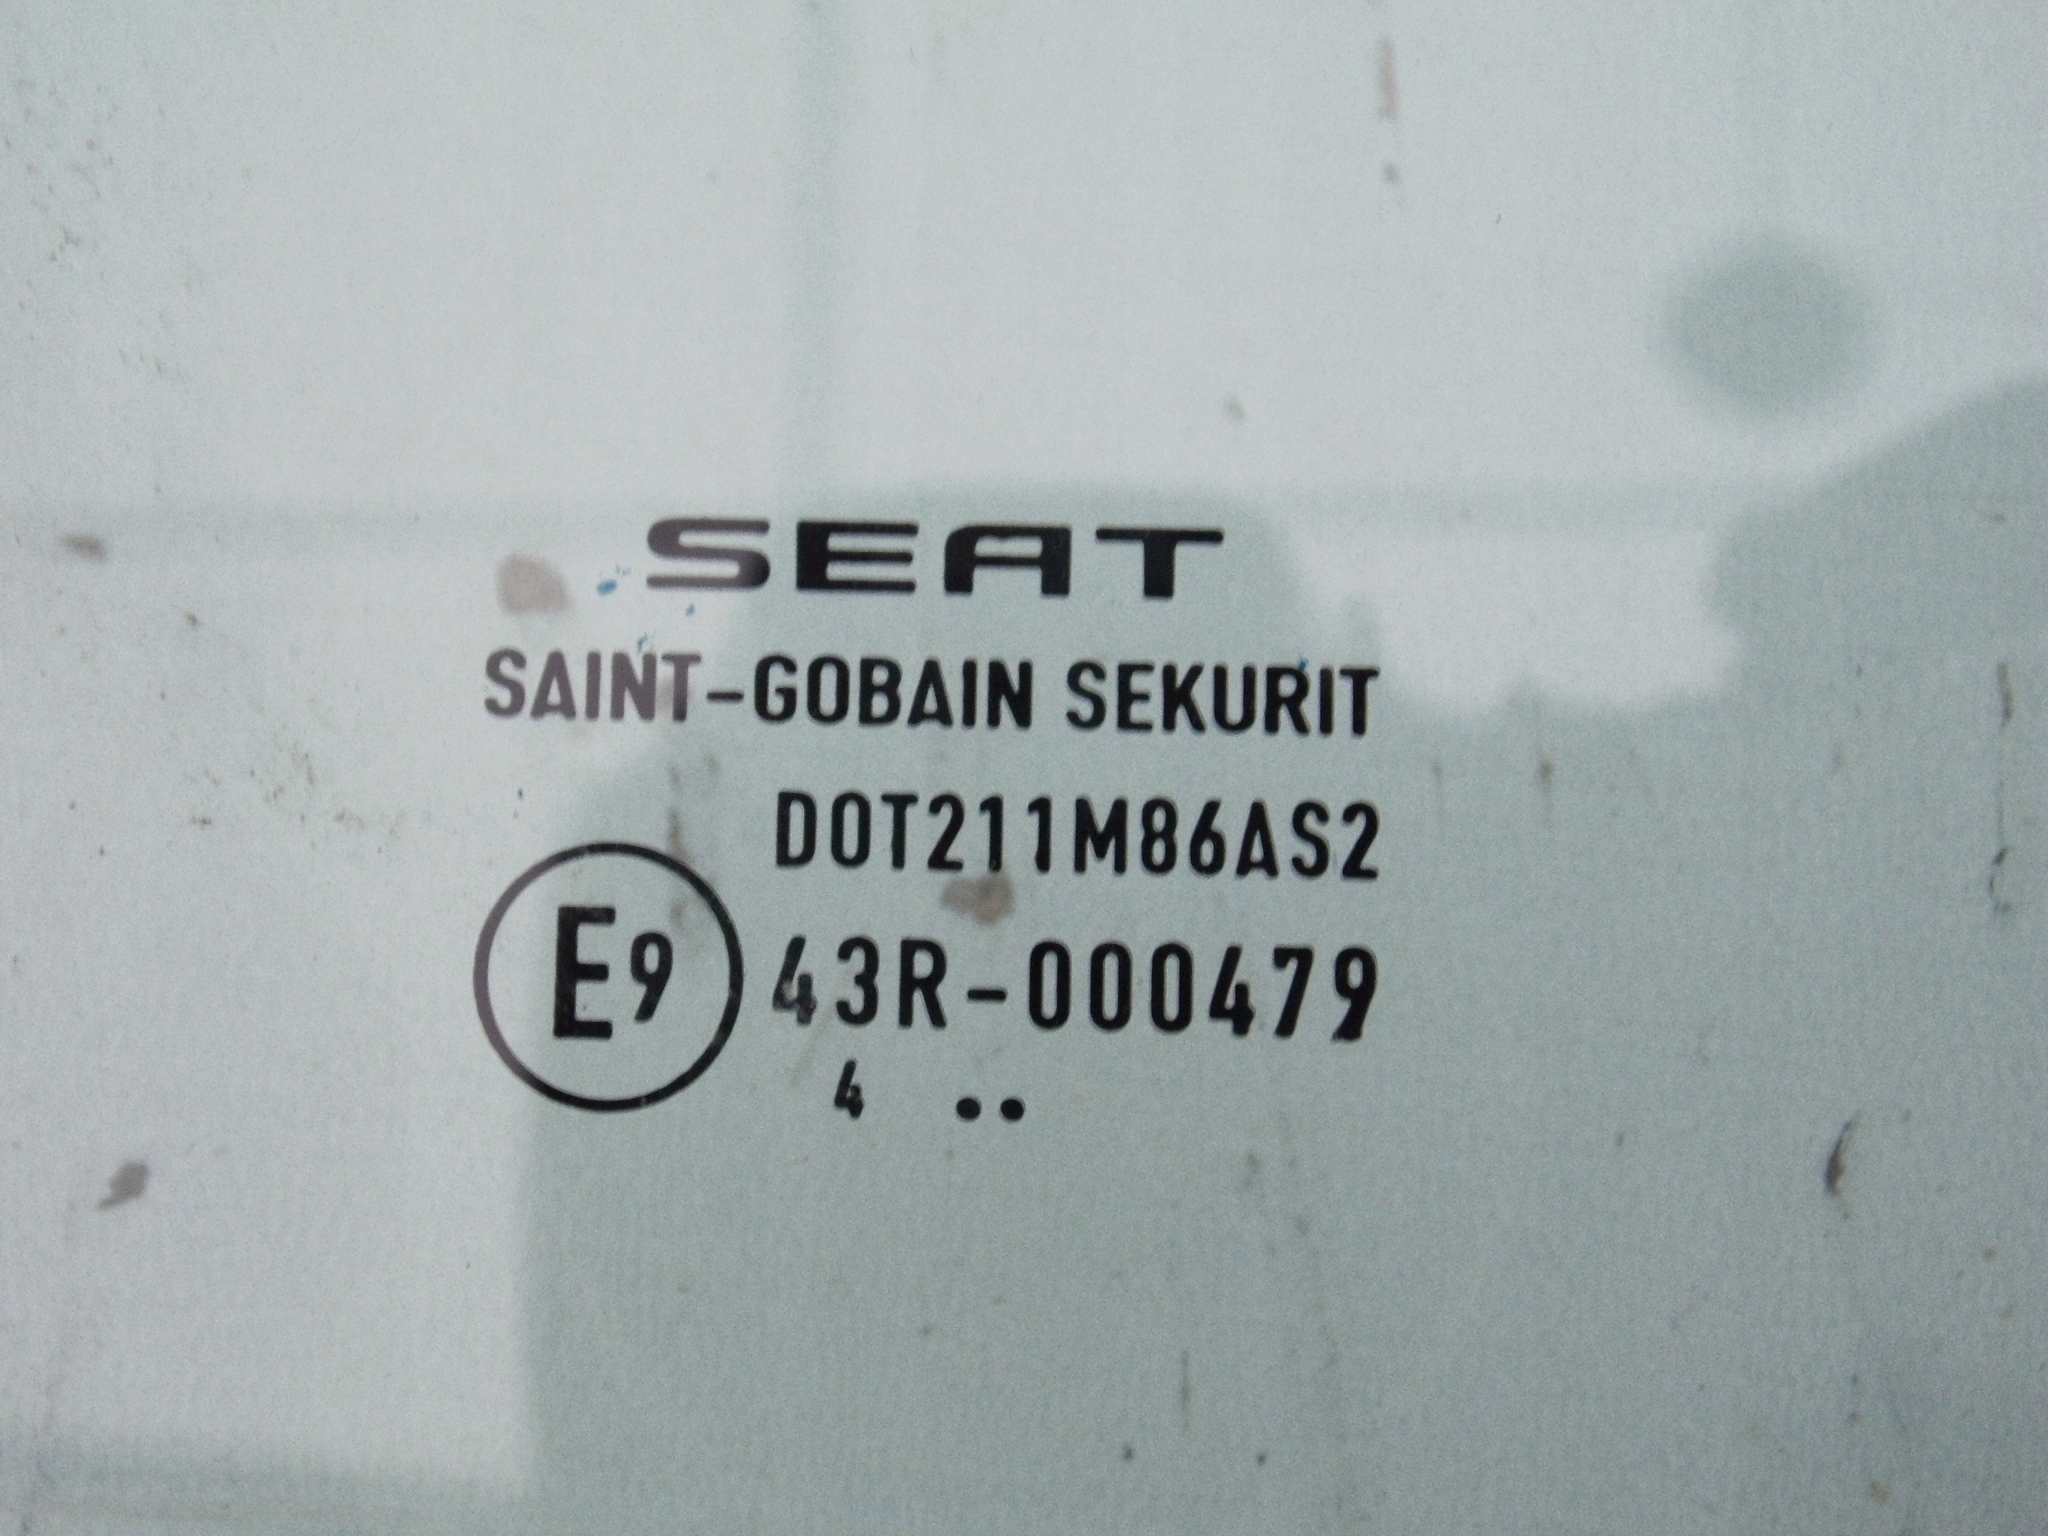 SEAT
SAINT-GOBAIN SEKURIT
DOT211M86AS2
E9 43R-000479
4 ..